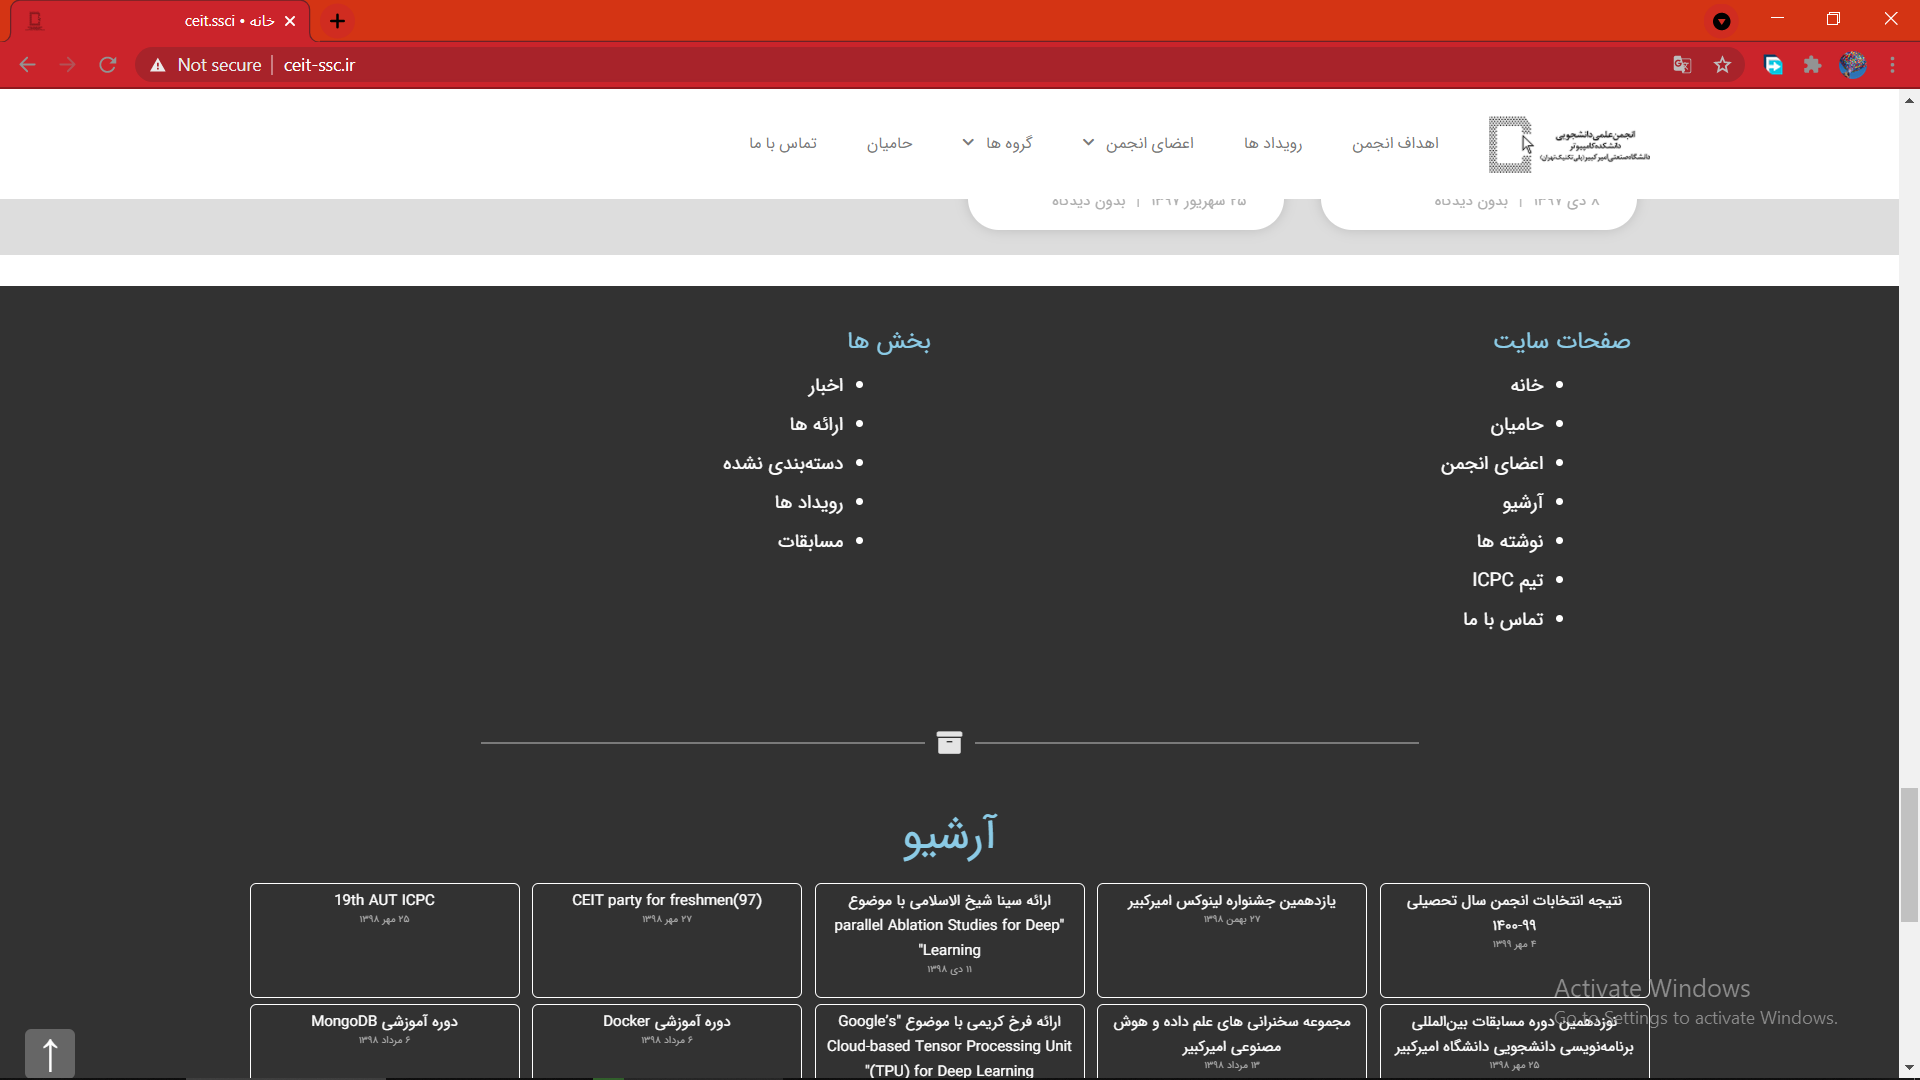 خانه • ceit.ssci
Not secure
ceit-ssc.ir
انجمن علمی دانشجویی
دانشکده کامپیوتر
دانشگاه صنعتی امیر کبیر (پلی تکنیک تهران)
اهداف انجمن
رویداد ها
اعضای انجمن
گروه ها
حامیان
تماس با ما
۸ دی ۱۳۹۷ | بدون دیدگاه
۲۵ شهریور ۱۳۹۷ | بدون دیدگاه
صفحات سایت
خانه
حامیان
اعضای انجمن
آرشیو
نوشته ها
تیم ICPC
تماس با ما
بخش ها
اخبار
ارائه ها
دسته‌بندی نشده
رویداد ها
مسابقات
آرشیو
نتیجه انتخابات انجمن سال تحصیلی
۹۹-۱۴۰۰
۴ مهر ۱۳۹۹
یازدهمین جشنواره لینوکس امیرکبیر
۲۷ بهمن ۱۳۹۸
ارائه سینا شیخ الاسلامی با موضوع
"parallel Ablation Studies for Deep
Learning"
۱۱ دی ۱۳۹۸
CEIT party for freshmen(97)
۲۷ مهر ۱۳۹۸
19th AUT ICPC
۲۵ مهر ۱۳۹۸
نوزدهمین دوره مسابقات بین‌المللی
برنامه‌نویسی دانشجویی دانشگاه امیرکبیر
۲۵ مهر ۱۳۹۸
مجموعه سخنرانی های علم داده و هوش
مصنوعی امیرکبیر
۱۳ مرداد ۱۳۹۸
ارائه فرخ کریمی با موضوع "Google’s
Cloud-based Tensor Processing Unit
(TPU) for Deep Learning"
دوره آموزشی Docker
۶ مرداد ۱۳۹۸
دوره آموزشی MongoDB
۶ مرداد ۱۳۹۸
Activate Windows
Go to Settings to activate Windows.